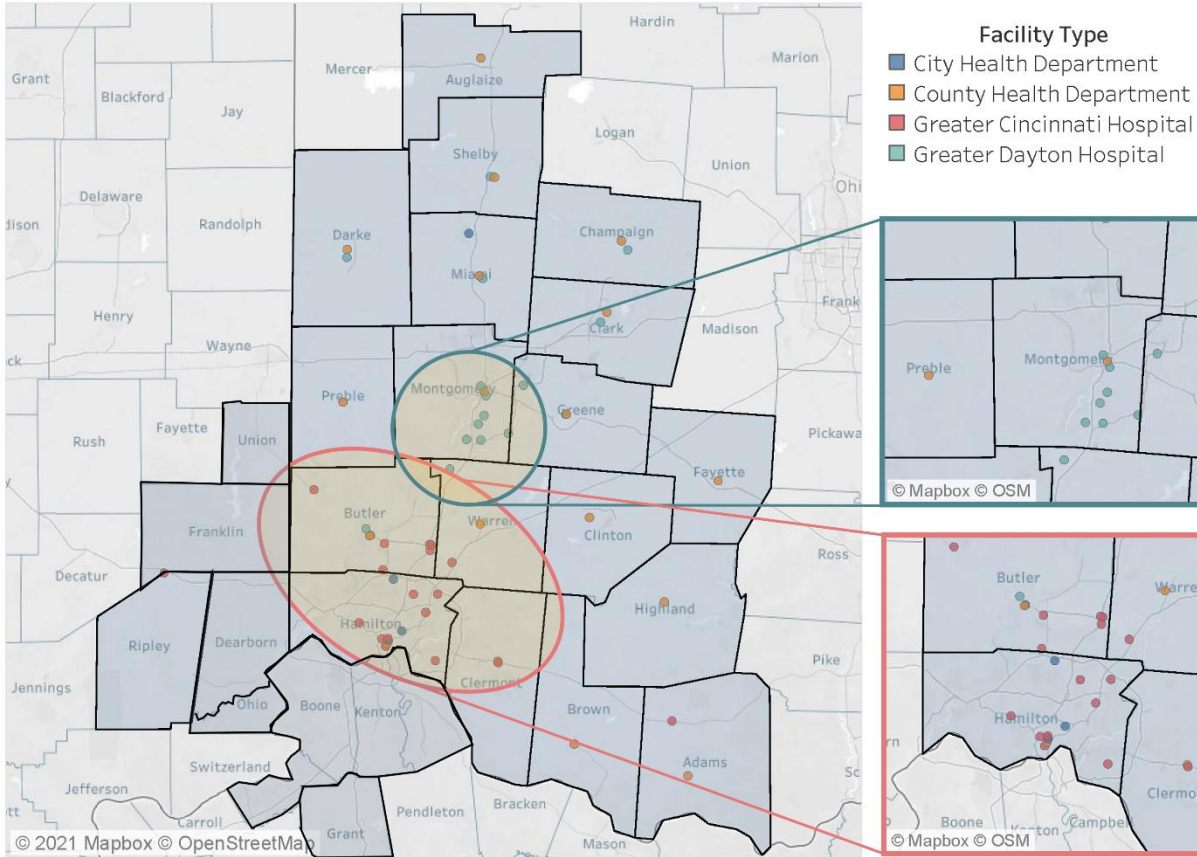 Facility Type
City Health Department
County Health Department
Greater Cincinnati Hospital
Greater Dayton Hospital
Hardin
Mercer
Auglaize
Marion
Grant
Blackford
Jay
Logan
Union
Shelby
Delaware
Randolph
Darke
Champaign
Miami
Henry
Clark
Madison
Wayne
Preble
Montgomery
Greene
Fayette
Rush
Union
Fayette
Franklin
Butler
Warren
Clinton
Ross
Decatur
Highland
Hamilton
Ripley
Dearborn
Pike
Jennings
Clermont
Ohio
Boone
Kenton
Brown
Adams
Switzerland
Jefferson
Carroll
Grant
Pendleton
Bracken
Mason
© 2021 Mapbox © OpenStreetMap
Preble
Montgomery
© Mapbox © OSM
Butler
Warren
Hamilton
Clermo
Boone
Kenton
Campbell
© Mapbox © OSM